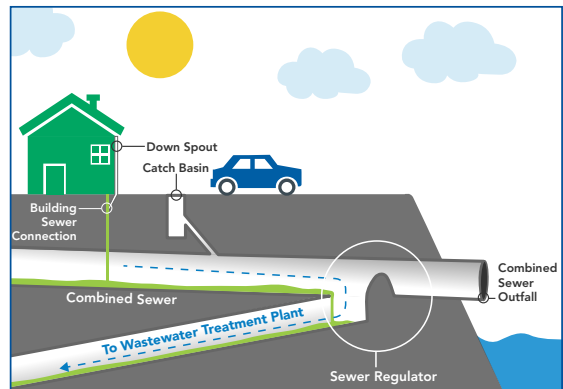 Down Spout
Catch Basin
Building
Sewer
Connection
Combined
Sewer
Outfall
Combined Sewer
To Wastewater Treatment Plant
Sewer Regulator